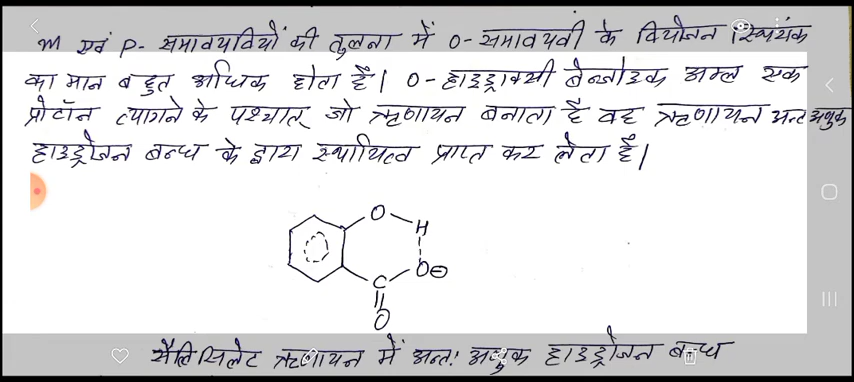 m एवं p- समावयवियों की तुलना में o- समावयवी के वियोजन स्थिरांक
का मान बहुत अधिक होता है। o-हाइड्राक्सी बेन्जोइक अम्ल एक
प्रोटॉन त्यागने के पश्चात् जो ऋणायन बनाता है वह ऋणायन अन्तः अणुक
हाइड्रोजन बन्ध के द्वारा स्थायित्व प्राप्त कर लेता है।
O
H
O⊖
C
O
सैलिसिलेट ऋणायन में अन्तः अणुक हाइड्रोजन बन्ध